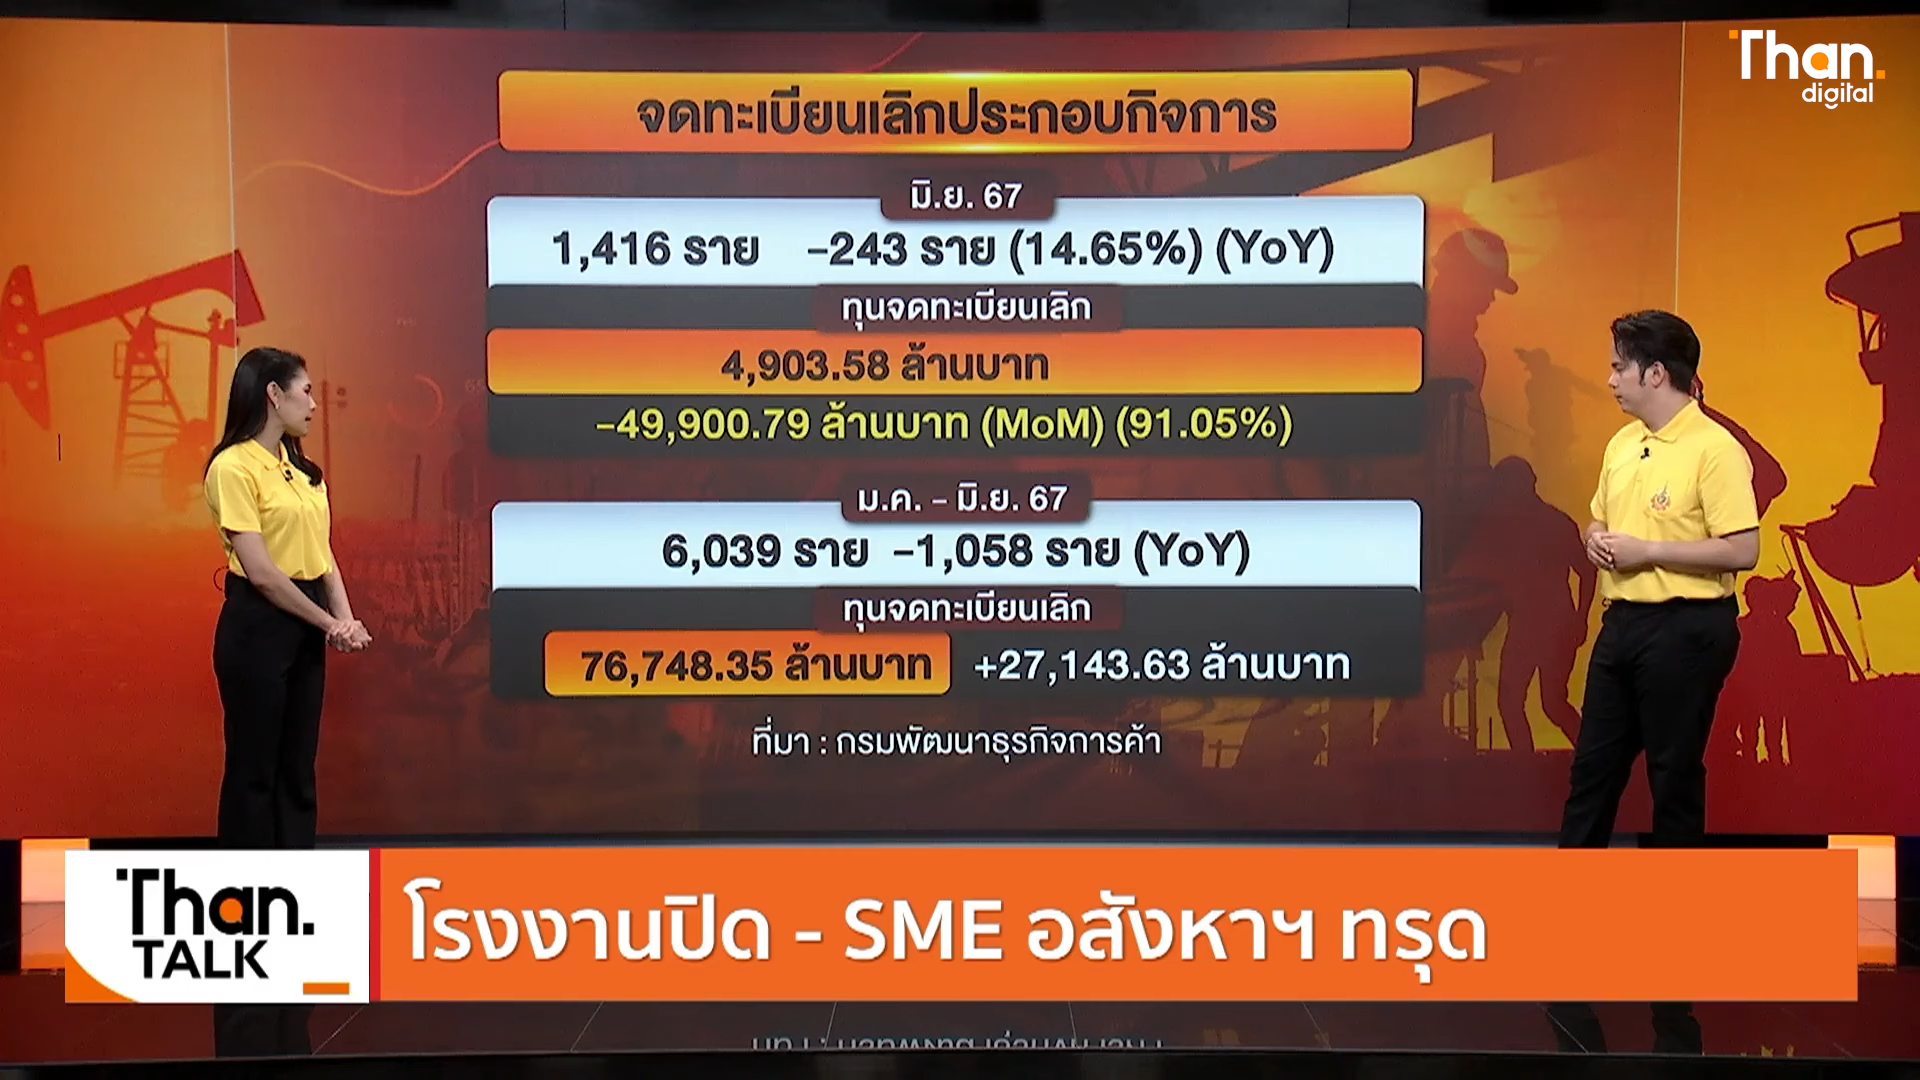 Than.
digital
จดทะเบียนเลิกประกอบกิจการ
มิ.ย. 67
1,416 ราย -243 ราย (14.65%) (YoY)
ทุนจดทะเบียนเลิก
4,903.58 ล้านบาท
-49,900.79 ล้านบาท (MoM) (91.05%)
ม.ค. - มิ.ย. 67
6,039 ราย -1,058 ราย (YoY)
ทุนจดทะเบียนเลิก
76,748.35 ล้านบาท +27,143.63 ล้านบาท
ที่มา : กรมพัฒนาธุรกิจการค้า
Than.
TALK
โรงงานปิด - SME อสังหาฯ ทรุด